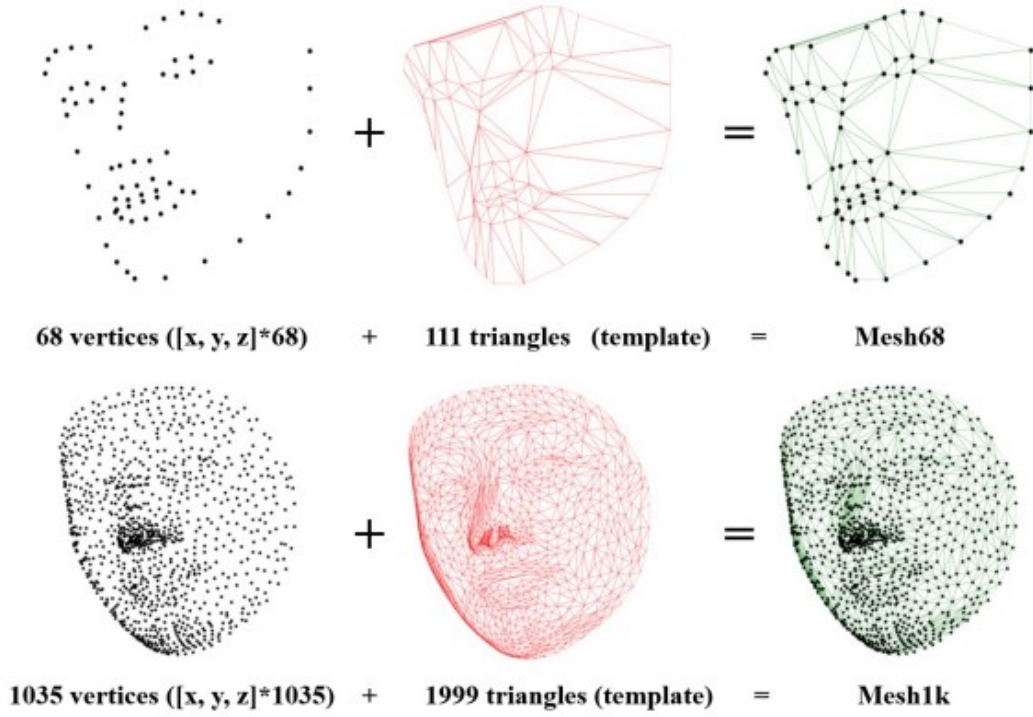 + =
68 vertices ([x, y, z]*68) + 111 triangles (template) = Mesh68
+ =
1035 vertices ([x, y, z]*1035) + 1999 triangles (template) = Mesh1k